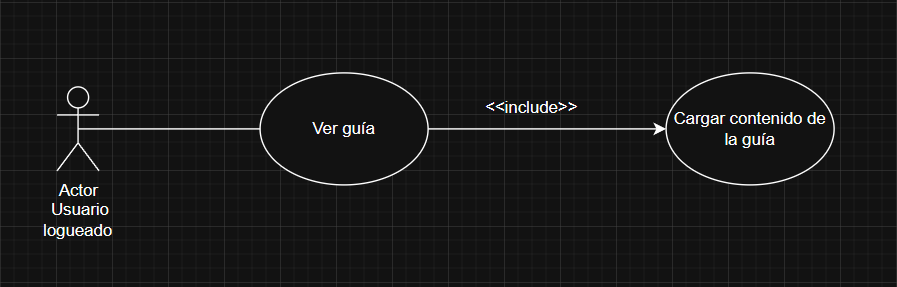 Ver guía
<<include>>
Cargar contenido de
la guía
Actor
Usuario
logueado